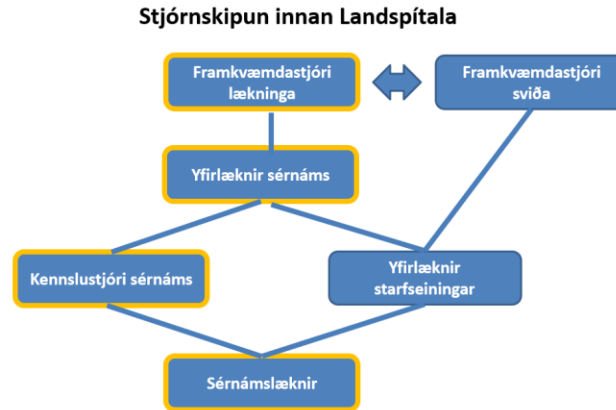 Stjórnskipun innan Landspítala
Framkvæmdastjóri
lækninga
Framkvæmdastjóri
sviða
Yfirlæknir sérnáms
Kennslustjóri sérnáms
Yfirlæknir
starfseiningar
Sérnámslæknir